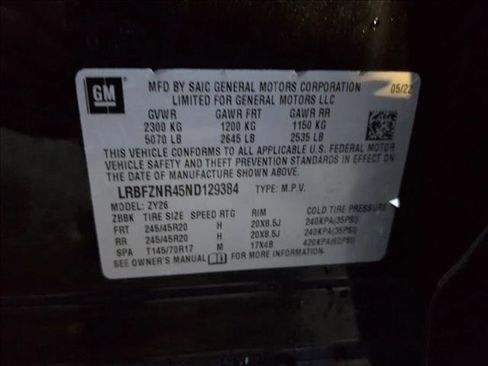 GM
MFD BY SAIC GENERAL MOTORS CORPORATION
LIMITED FOR GENERAL MOTORS LLC
05/22
GVWR GAWR FRT GAWR RR
2300 KG 1200 KG 1150 KG
5070 LB 2645 LB 2535 LB
THIS VEHICLE CONFORMS TO ALL APPLICABLE U.S. FEDERAL MOTOR
VEHICLE SAFETY AND THEFT PREVENTION STANDARDS IN EFFECT ON
THE DATE OF MANUFACTURE SHOWN ABOVE.
LRBFZNR45ND129384 TYPE: M.P.V.
MODEL: ZY26
ZBBK TIRE SIZE SPEED RTG RIM COLD TIRE PRESSURE
FRT 245/45R20 H 20X8.5J 240KPA(35PSI)
RR 245/45R20 H 20X8.5J 240KPA(35PSI)
SPA T145/70R17 M 17X4B 420KPA(60PSI)
SEE OWNER'S MANUAL FOR MORE INFORMATION.